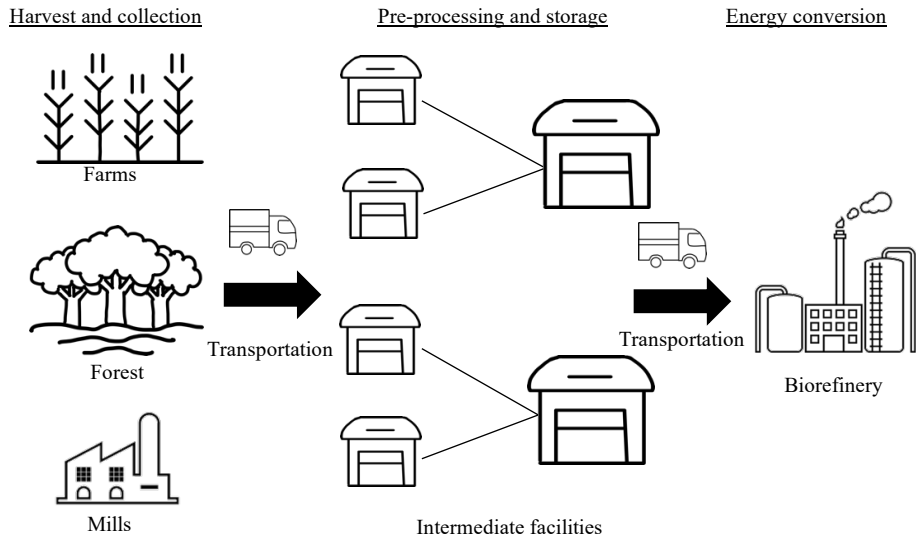 Harvest and collection
Pre-processing and storage
Energy conversion
Farms
Forest
Mills
Transportation
Intermediate facilities
Transportation
Biorefinery